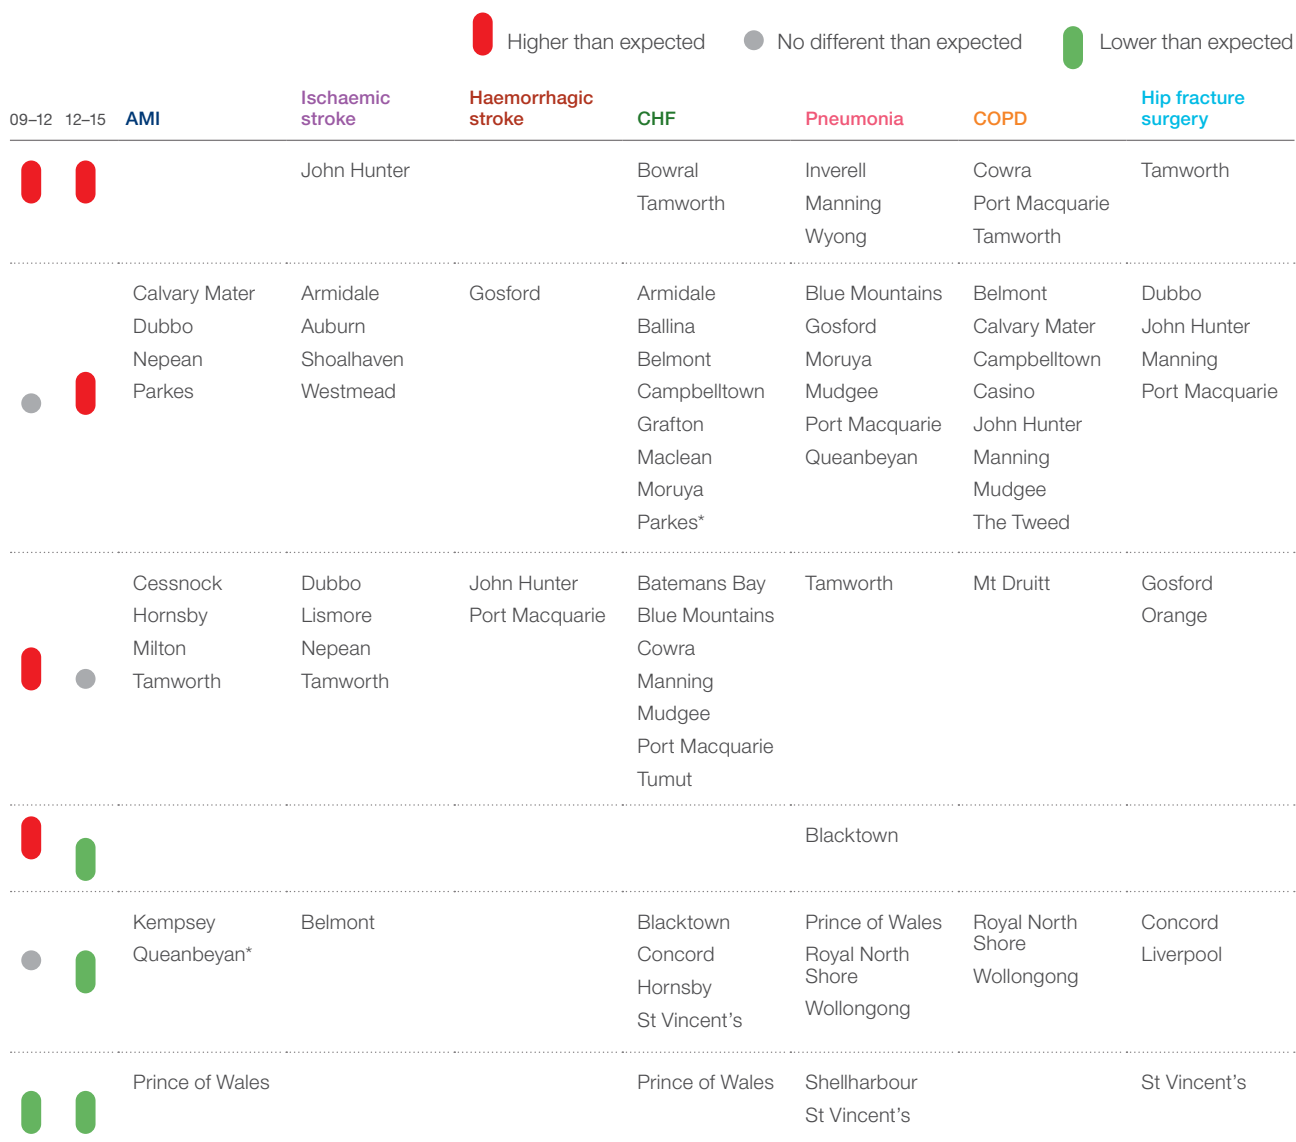 Higher than expected No different than expected Lower than expected
09–12 12–15 AMI Ischaemic stroke Haemorrhagic stroke CHF Pneumonia COPD Hip fracture surgery
John Hunter Bowral Inverell Cowra Tamworth
Tamworth Manning Port Macquarie
Wyong Tamworth
Calvary Mater Armidale Gosford Armidale Blue Mountains Belmont Dubbo
Dubbo Auburn Ballina Gosford Calvary Mater John Hunter
Nepean Shoalhaven Belmont Moruya Campbelltown Manning
Parkes Westmead Campbelltown Mudgee Casino Port Macquarie
Grafton Port Macquarie John Hunter
Maclean Queanbeyan Manning
Moruya Mudgee
Parkes* The Tweed
Cessnock Dubbo John Hunter Batemans Bay Tamworth Mt Druitt Gosford
Hornsby Lismore Port Macquarie Blue Mountains Orange
Milton Nepean Cowra
Tamworth Tamworth Manning
Mudgee
Port Macquarie
Tumut
Blacktown
Kempsey Belmont Blacktown Prince of Wales Royal North Shore Concord
Queanbeyan* Concord Royal North Shore Wollongong Liverpool
Hornsby Wollongong
St Vincent's
Prince of Wales Prince of Wales Shellharbour St Vincent's
St Vincent's